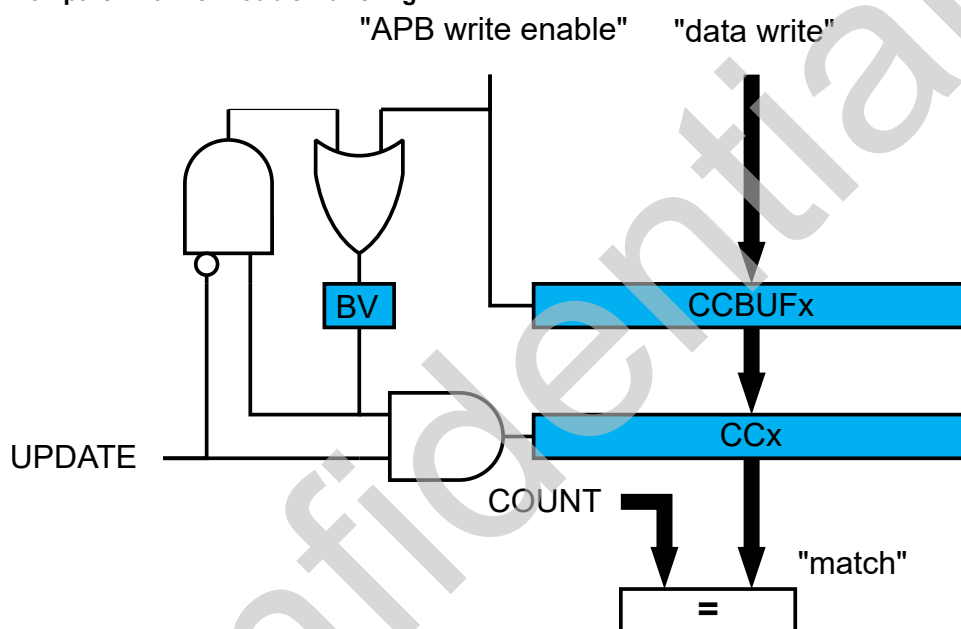 "APB write enable" "data write"
BV
CCBUFx
CCx
UPDATE
COUNT
"match"
=